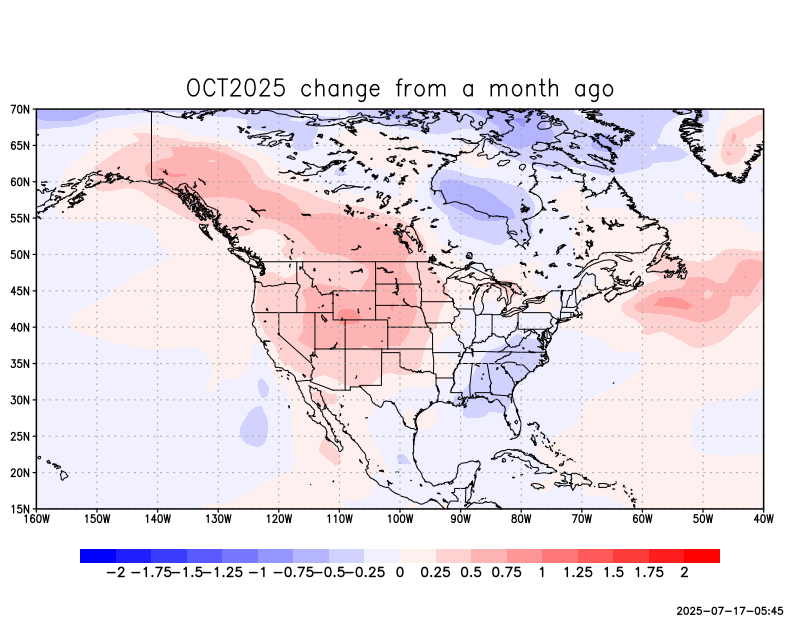 OCT2025 change from a month ago
70N
65N
60N
55N
50N
45N
40N
35N
30N
25N
20N
15N
160W 150W 140W 130W 120W 110W 100W 90W 80W 70W 60W 50W 40W
−2 −1.75 −1.5 −1.25 −1 −0.75 −0.5 −0.25 0 0.25 0.5 0.75 1 1.25 1.5 1.75 2
2025-07-17-05:45